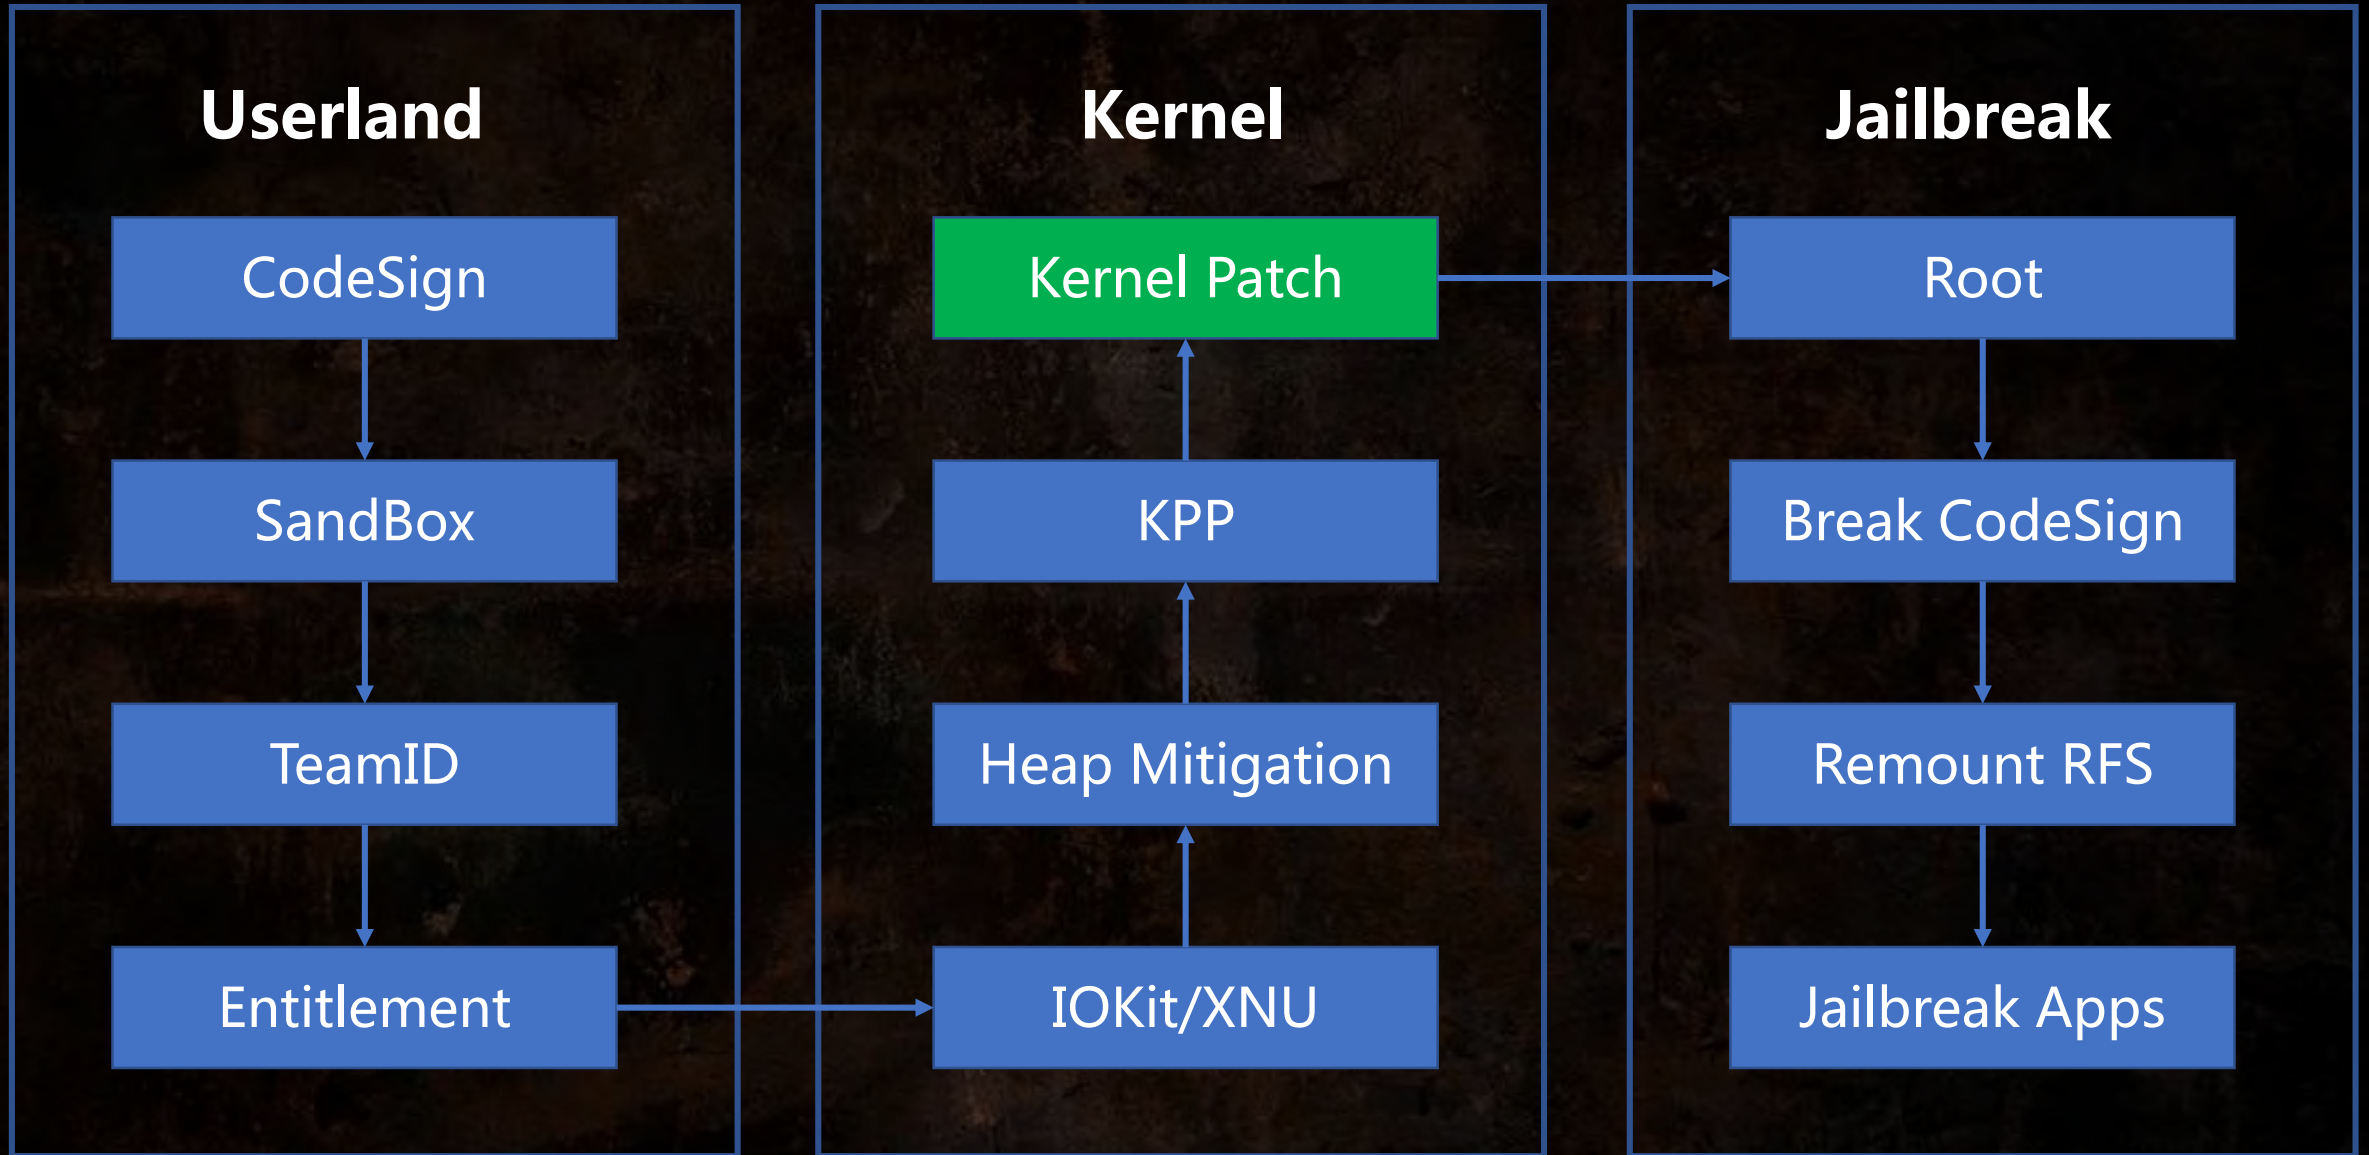 Userland
CodeSign
SandBox
TeamID
Entitlement
Kernel
Kernel Patch
KPP
Heap Mitigation
IOKit/XNU
Jailbreak
Root
Break CodeSign
Remount RFS
Jailbreak Apps